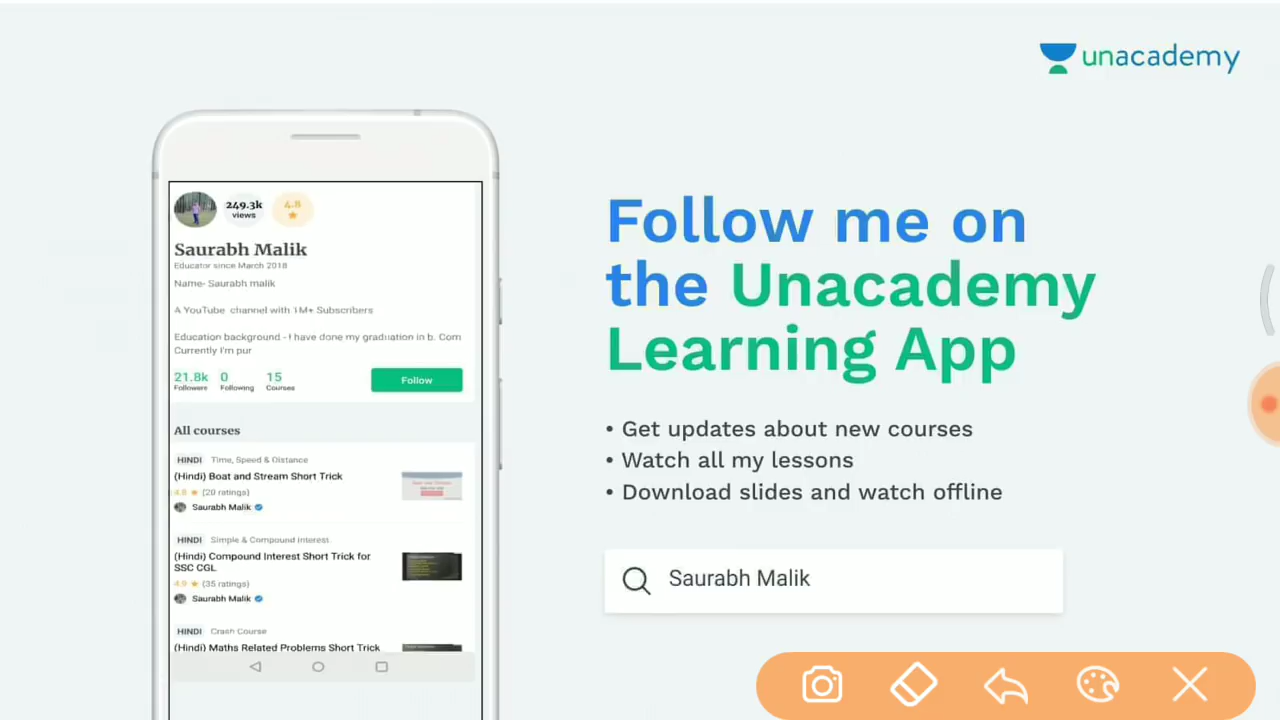 unacademy
249.3k
views
4.8
Saurabh Malik
Educator since March 2018
Name- Saurabh malik
A YouTube channel with 1M+ Subscribers
Education background - I have done my graduation in b. Com
Currently I'm pur
21.8k 0 15
Followers Following Courses
Follow
All courses
HINDI Time, Speed & Distance
(Hindi) Boat and Stream Short Trick
4.8 ★ (20 ratings)
Saurabh Malik
HINDI Simple & Compound Interest
(Hindi) Compound Interest Short Trick for
SSC CGL
4.9 ★ (35 ratings)
Saurabh Malik
HINDI Crash Course
(Hindi) Maths Related Problems Short Trick
Follow me on
the Unacademy
Learning App
• Get updates about new courses
• Watch all my lessons
• Download slides and watch offline
Saurabh Malik